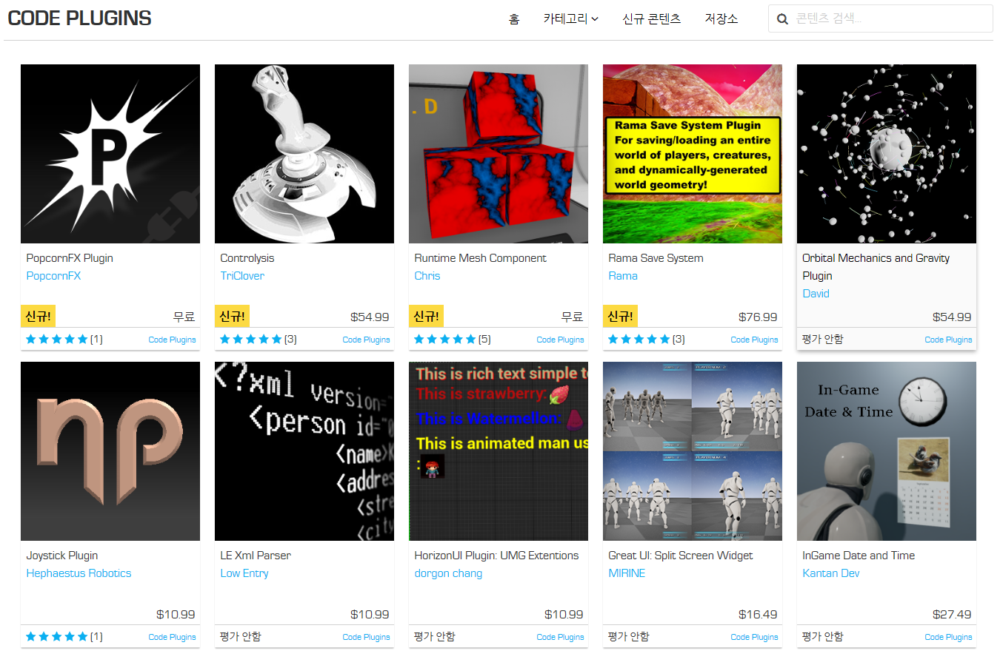 CODE PLUGINS
홈
카테고리
신규 콘텐츠
저장소
콘텐츠 검색...
P
. D
Rama Save System Plugin
For saving/loading an entire
world of players, creatures,
and dynamically-generated
world geometry!
PopcornFX Plugin
PopcornFX
신규!
무료
(1)
Code Plugins
Controlysis
TriClover
신규!
$54.99
(3)
Code Plugins
Runtime Mesh Component
Chris
신규!
무료
(5)
Code Plugins
Rama Save System
Rama
신규!
$76.99
(3)
Code Plugins
Orbital Mechanics and Gravity
Plugin
David
$54.99
평가 안함
Code Plugins
np
<?xml version=
<person id="
<name>
<addres
<stre
<city
This is rich text simple t
This is strawberry:
This is Watermellon:
This is animated man us
:
In-Game
Date & Time
Joystick Plugin
Hephaestus Robotics
$10.99
(1)
Code Plugins
LE Xml Parser
Low Entry
$10.99
평가 안함
Code Plugins
HorizonUI Plugin: UMG Extentions
dorgon chang
$10.99
평가 안함
Code Plugins
Great UI: Split Screen Widget
MIRINE
$16.49
평가 안함
Code Plugins
InGame Date and Time
Kantan Dev
$27.49
평가 안함
Code Plugins